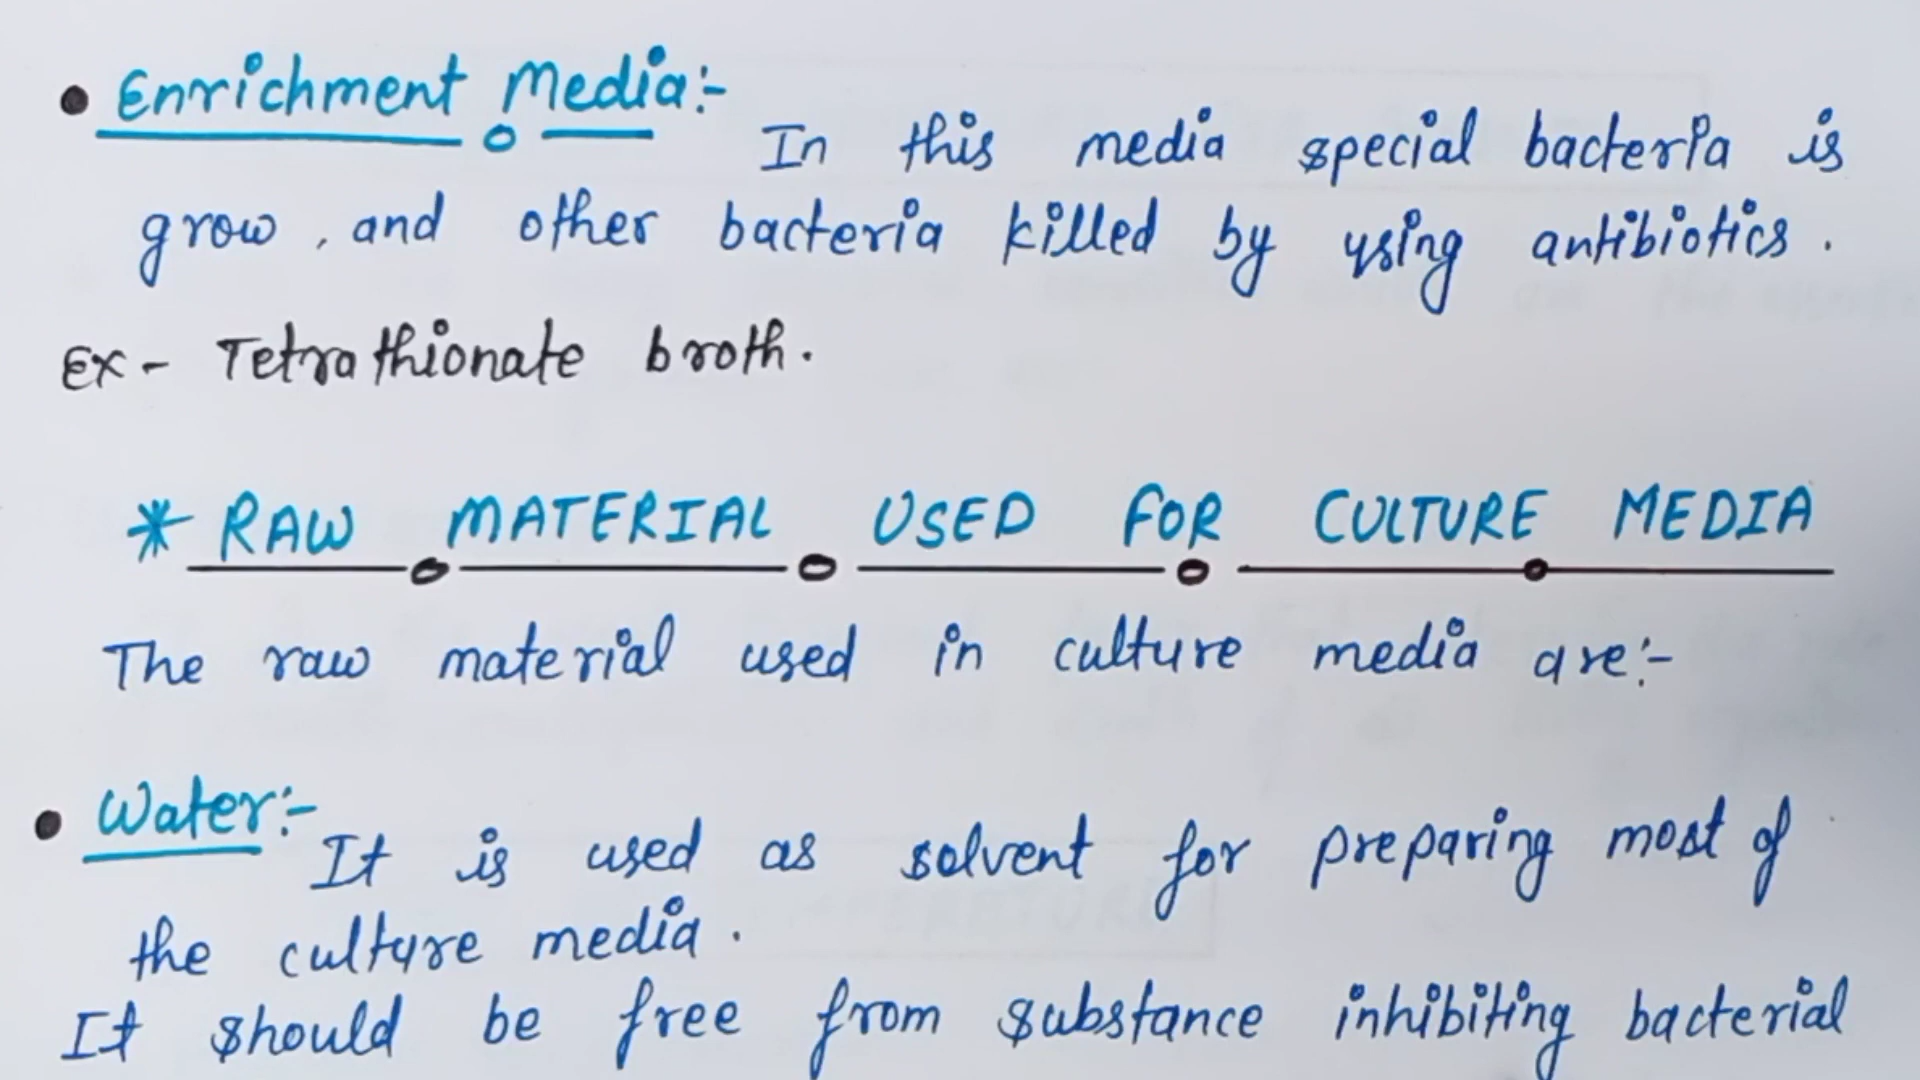 • Enrichment Media:-
In this media special bacteria is
grow, and other bacteria killed by using antibiotics.
Ex - Tetrathionate broth.
* RAW MATERIAL USED FOR CULTURE MEDIA
The raw material used in culture media are:-
• Water:-
It is used as solvent for preparing most of
the culture media.
It should be free from substance inhibiting bacterial